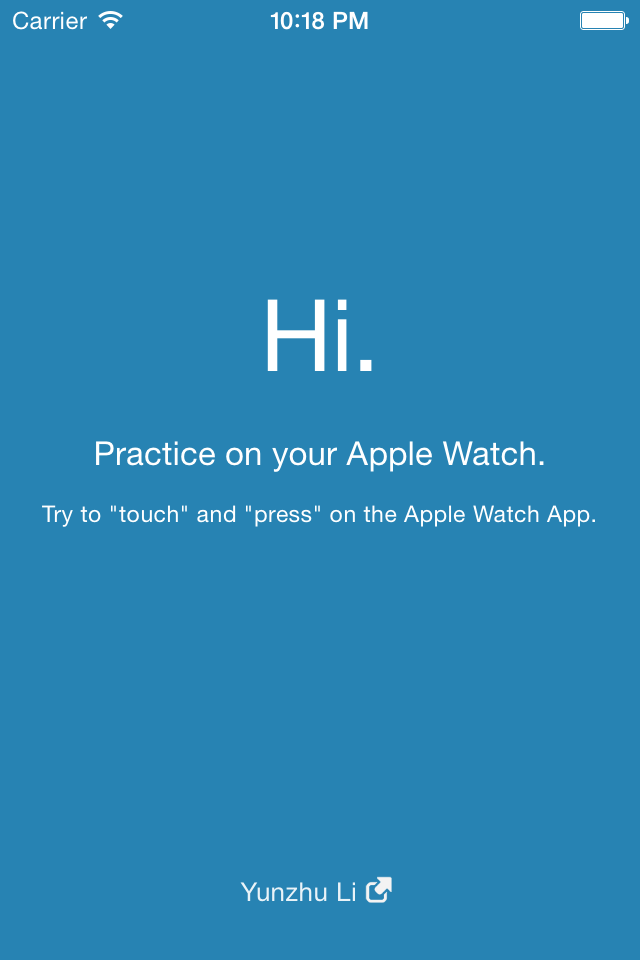 Carrier 10:18 PM
Hi.
Practice on your Apple Watch.
Try to "touch" and "press" on the Apple Watch App.
Yunzhu Li